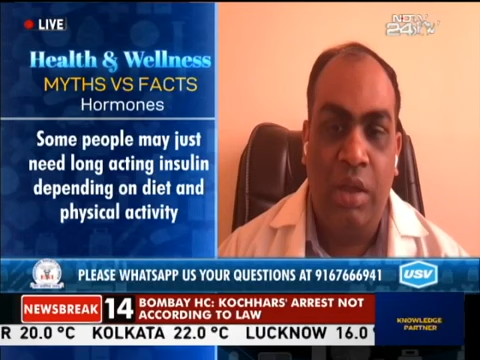 LIVE
Health & Wellness
MYTHS VS FACTS
Hormones
Some people may just
need long acting insulin
depending on diet and
physical activity
NDTV
24x7
PLEASE WHATSAPP US YOUR QUESTIONS AT 9167666941
USV
NEWSBREAK 14
BOMBAY HC: KOCHHARS' ARREST NOT
ACCORDING TO LAW
KNOWLEDGE
PARTNER
R 20.0 °C KOLKATA 22.0 °C LUCKNOW 16.0